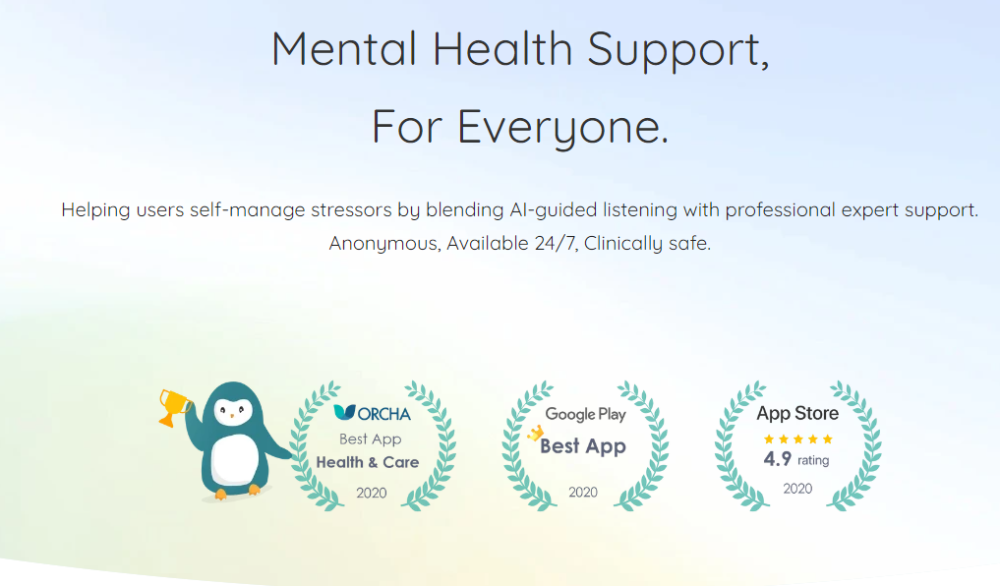 Mental Health Support,
For Everyone.
Helping users self-manage stressors by blending AI-guided listening with professional expert support.
Anonymous, Available 24/7, Clinically safe.
ORCHA
Best App
Health & Care
2020
Google Play
Best App
2020
App Store
4.9 rating
2020